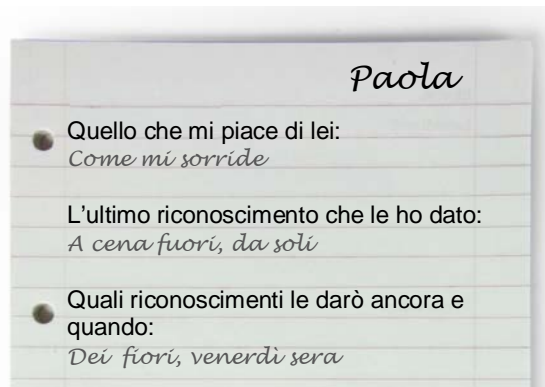 Paola
Quello che mi piace di lei:
Come mi sorride
L'ultimo riconoscimento che le ho dato:
A cena fuori, da soli
Quali riconoscimenti le darò ancora e
quando:
Dei fiori, venerdì sera